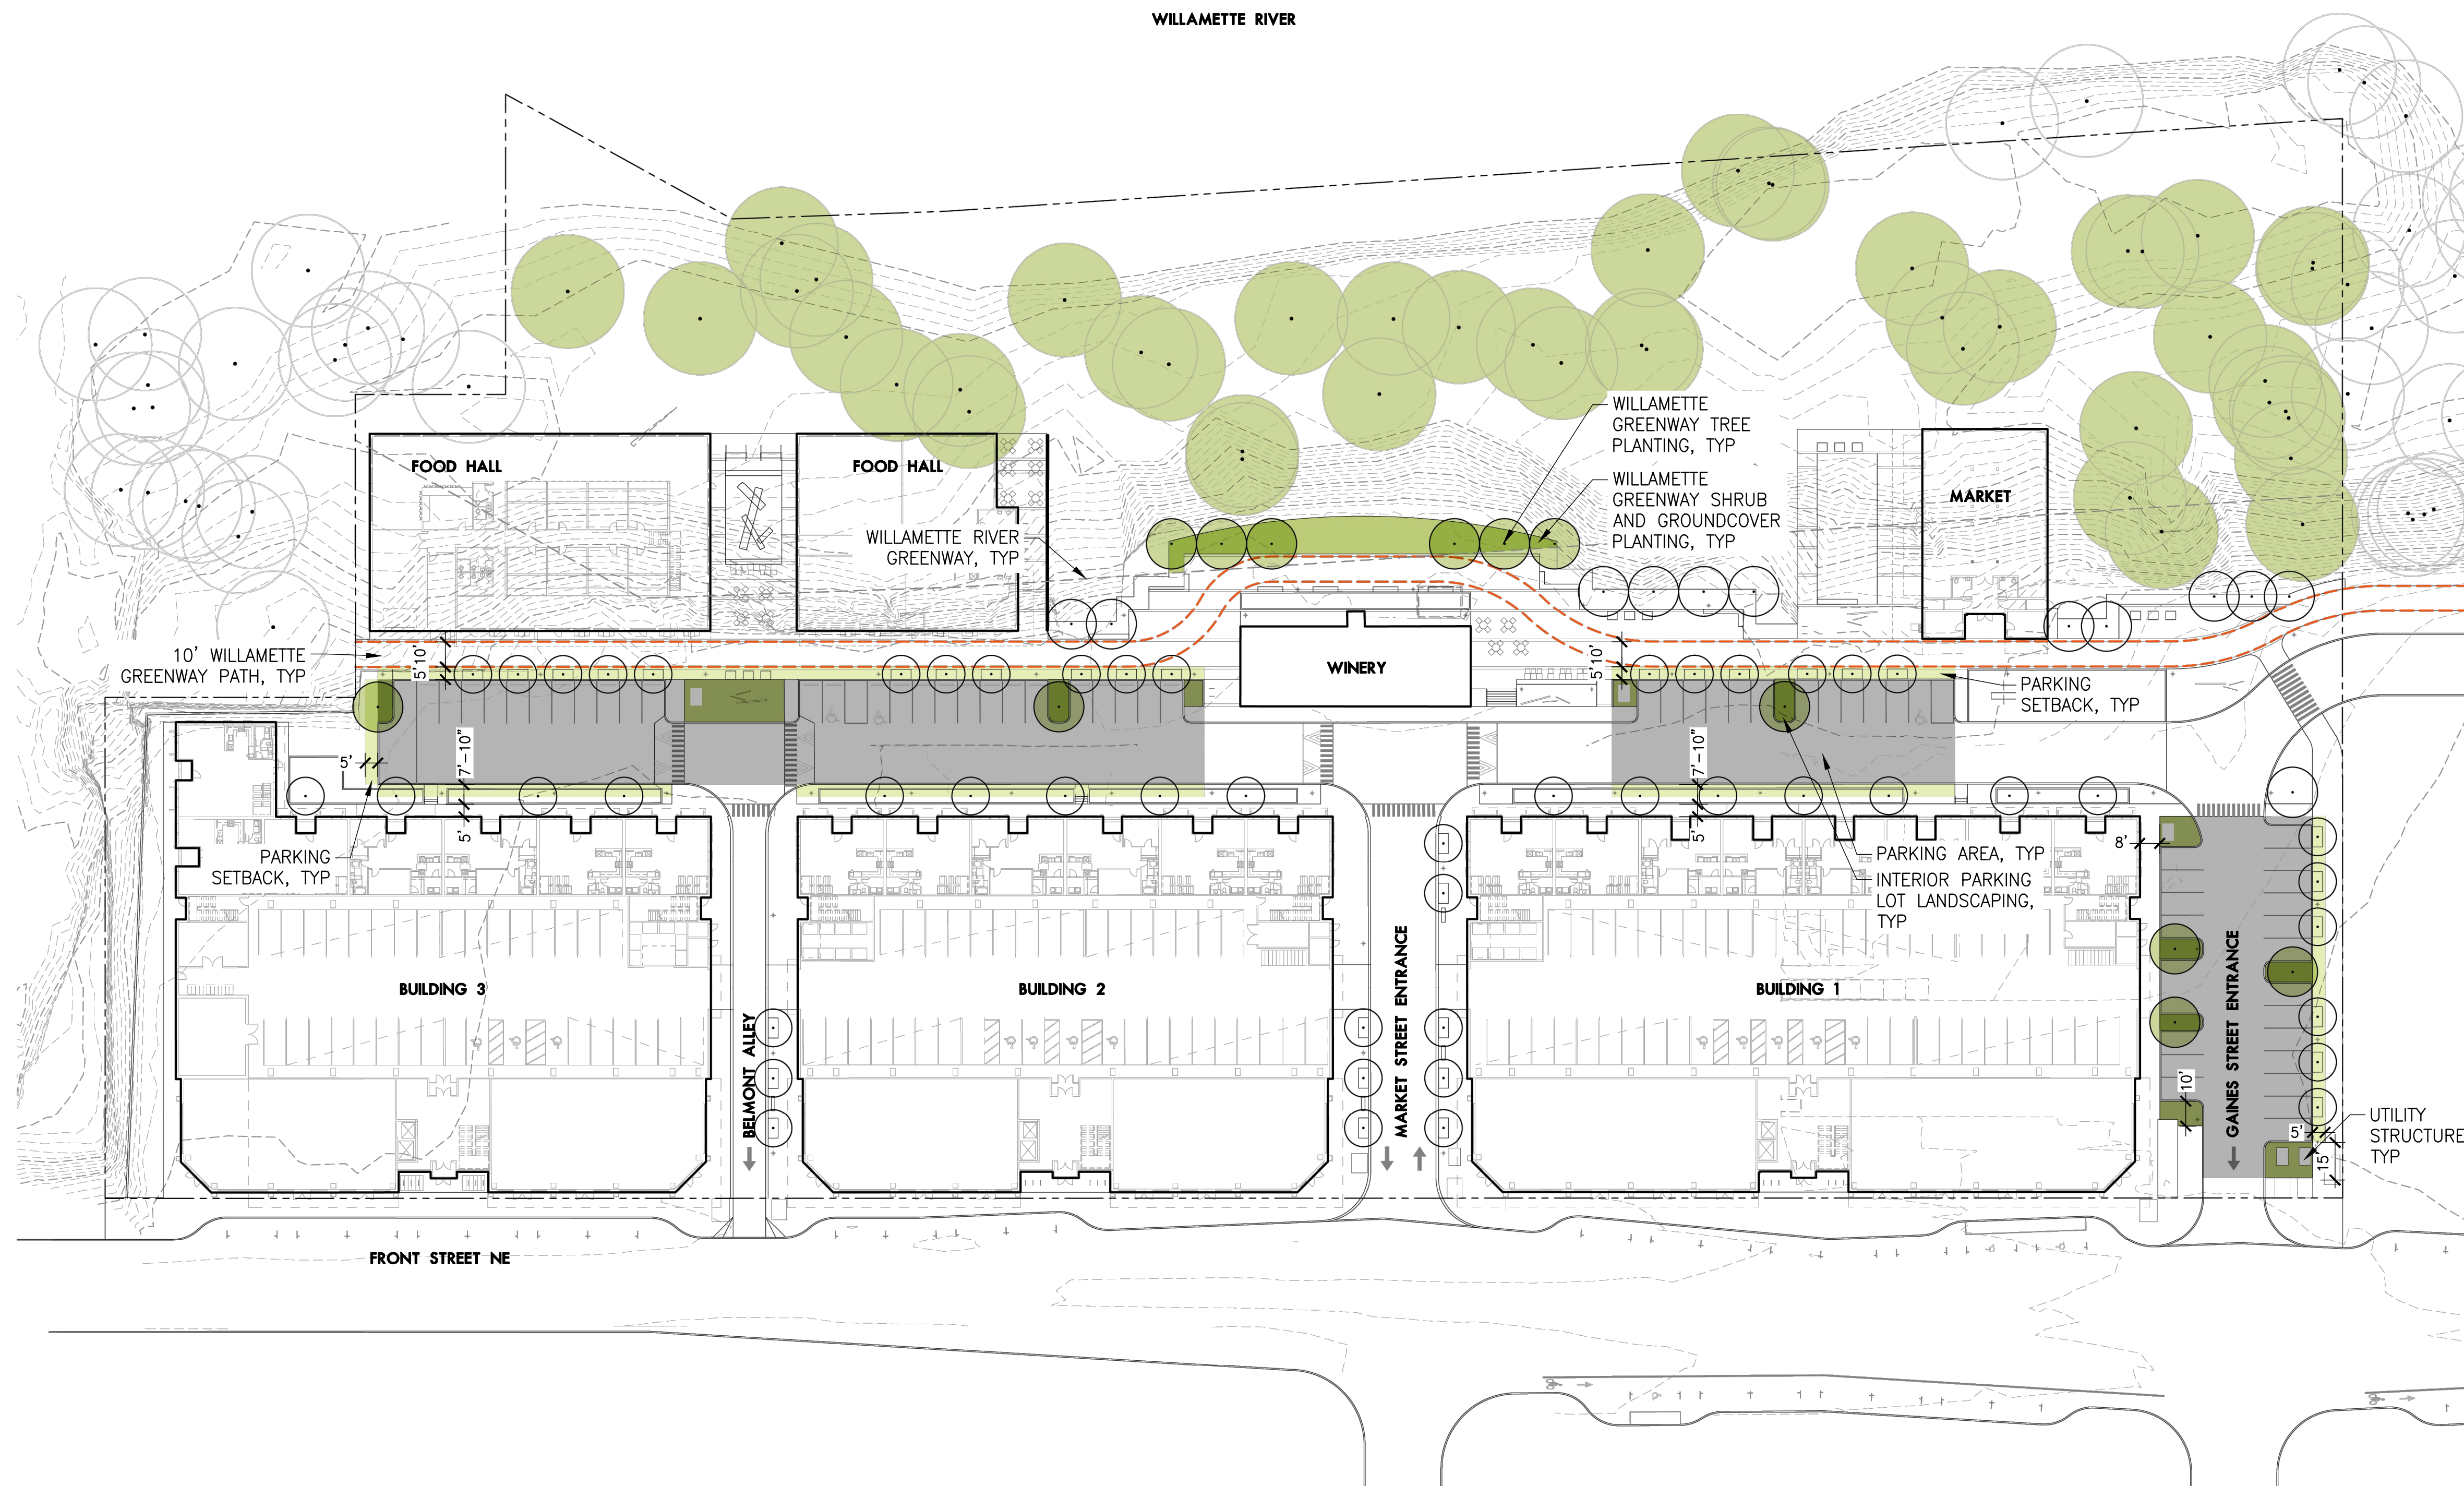 WILLAMETTE RIVER
WILLAMETTE
GREENWAY TREE
PLANTING, TYP
FOOD HALL
FOOD HALL
WILLAMETTE
GREENWAY SHRUB
AND GROUNDCOVER
PLANTING, TYP
MARKET
WILLAMETTE RIVER
GREENWAY, TYP
10' WILLAMETTE
GREENWAY PATH, TYP
10'
5'
WINERY
10'
5'
PARKING
SETBACK, TYP
5'
7'-10"
7'-10"
5'
5'
8'
PARKING
SETBACK, TYP
PARKING AREA, TYP
INTERIOR PARKING
LOT LANDSCAPING,
TYP
BUILDING 3
BUILDING 2
BUILDING 1
BELMONT ALLEY
MARKET STREET ENTRANCE
GAINES STREET ENTRANCE
10'
5'
15'
UTILITY
STRUCTURE
TYP
FRONT STREET NE